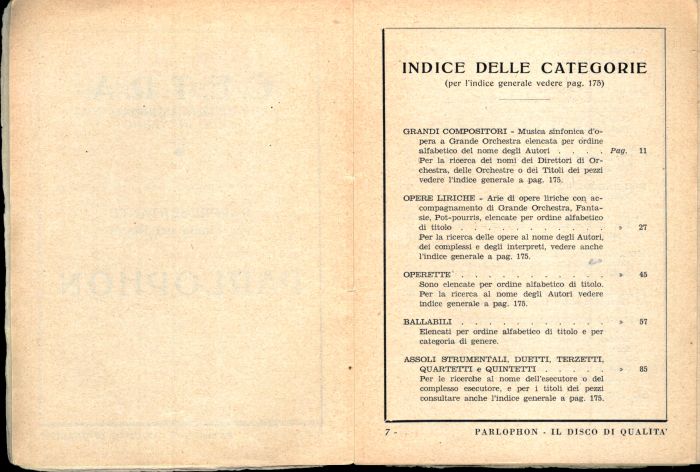 INDICE DELLE CATEGORIE
(per l'indice generale vedere pag. 175)
GRANDI COMPOSITORI - Musica sinfonica d'o-
pera a Grande Orchestra elencata per ordine
alfabetico del nome degli Autori . . . . Pag. 11
Per la ricerca dei nomi dei Direttori di Or-
chestra, delle Orchestre o dei Titoli dei pezzi
vedere l'indice generale a pag. 175.
OPERE LIRICHE - Arie di opere liriche con ac-
compagnamento di Grande Orchestra, Fanta-
sie, Pot-pourris, elencate per ordine alfabetico
di titolo . . . . . . . . . . . . » 27
Per la ricerca delle opere al nome degli Autori,
dei complessi e degli interpreti, vedere anche
l'indice generale a pag. 175.
OPERETTE . . . . . . . . . . . . » 45
Sono elencate per ordine alfabetico di titolo.
Per la ricerca al nome degli Autori vedere
indice generale a pag. 175.
BALLABILI . . . . . . . . . . . . » 57
Elencati per ordine alfabetico di titolo e per
categoria di genere.
ASSOLI STRUMENTALI, DUETTI, TERZETTI,
QUARTETTI e QUINTETTI . . . . . » 85
Per le ricerche al nome dell'esecutore o del
complesso esecutore, e per i titoli dei pezzi
consultare anche l'indice generale a pag. 175.
7 - PARLOPHON - IL DISCO DI QUALITA'
PARLOPHON